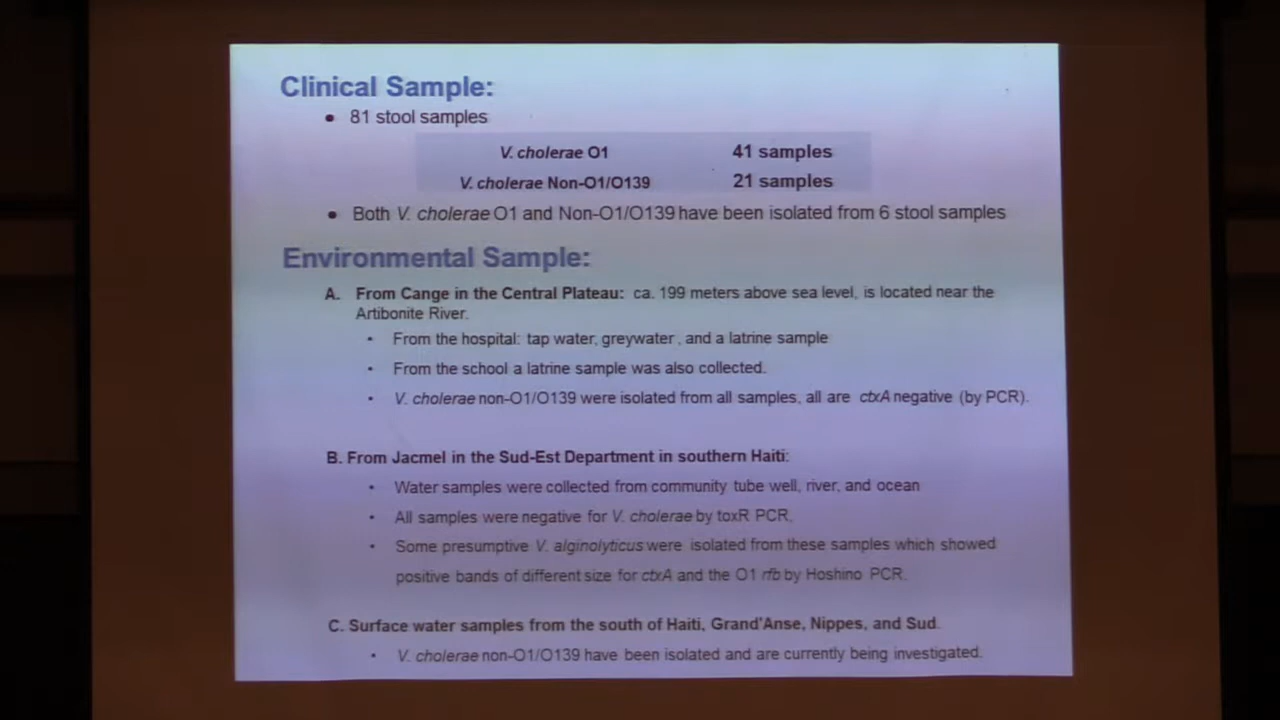 Clinical Sample:
• 81 stool samples
V. cholerae O1 41 samples
V. cholerae Non-O1/O139 21 samples
• Both V. cholerae O1 and Non-O1/O139 have been isolated from 6 stool samples
Environmental Sample:
A. From Cange in the Central Plateau: ca. 199 meters above sea level, is located near the
Artibonite River.
• From the hospital: tap water, greywater, and a latrine sample
• From the school a latrine sample was also collected.
• V. cholerae non-O1/O139 were isolated from all samples, all are ctxA negative (by PCR).
B. From Jacmel in the Sud-Est Department in southern Haiti:
• Water samples were collected from community tube well, river, and ocean
• All samples were negative for V. cholerae by toxR PCR.
• Some presumptive V. alginolyticus were isolated from these samples which showed
positive bands of different size for ctxA and the O1 rfb by Hoshino PCR.
C. Surface water samples from the south of Haiti, Grand'Anse, Nippes, and Sud.
• V. cholerae non-O1/O139 have been isolated and are currently being investigated.